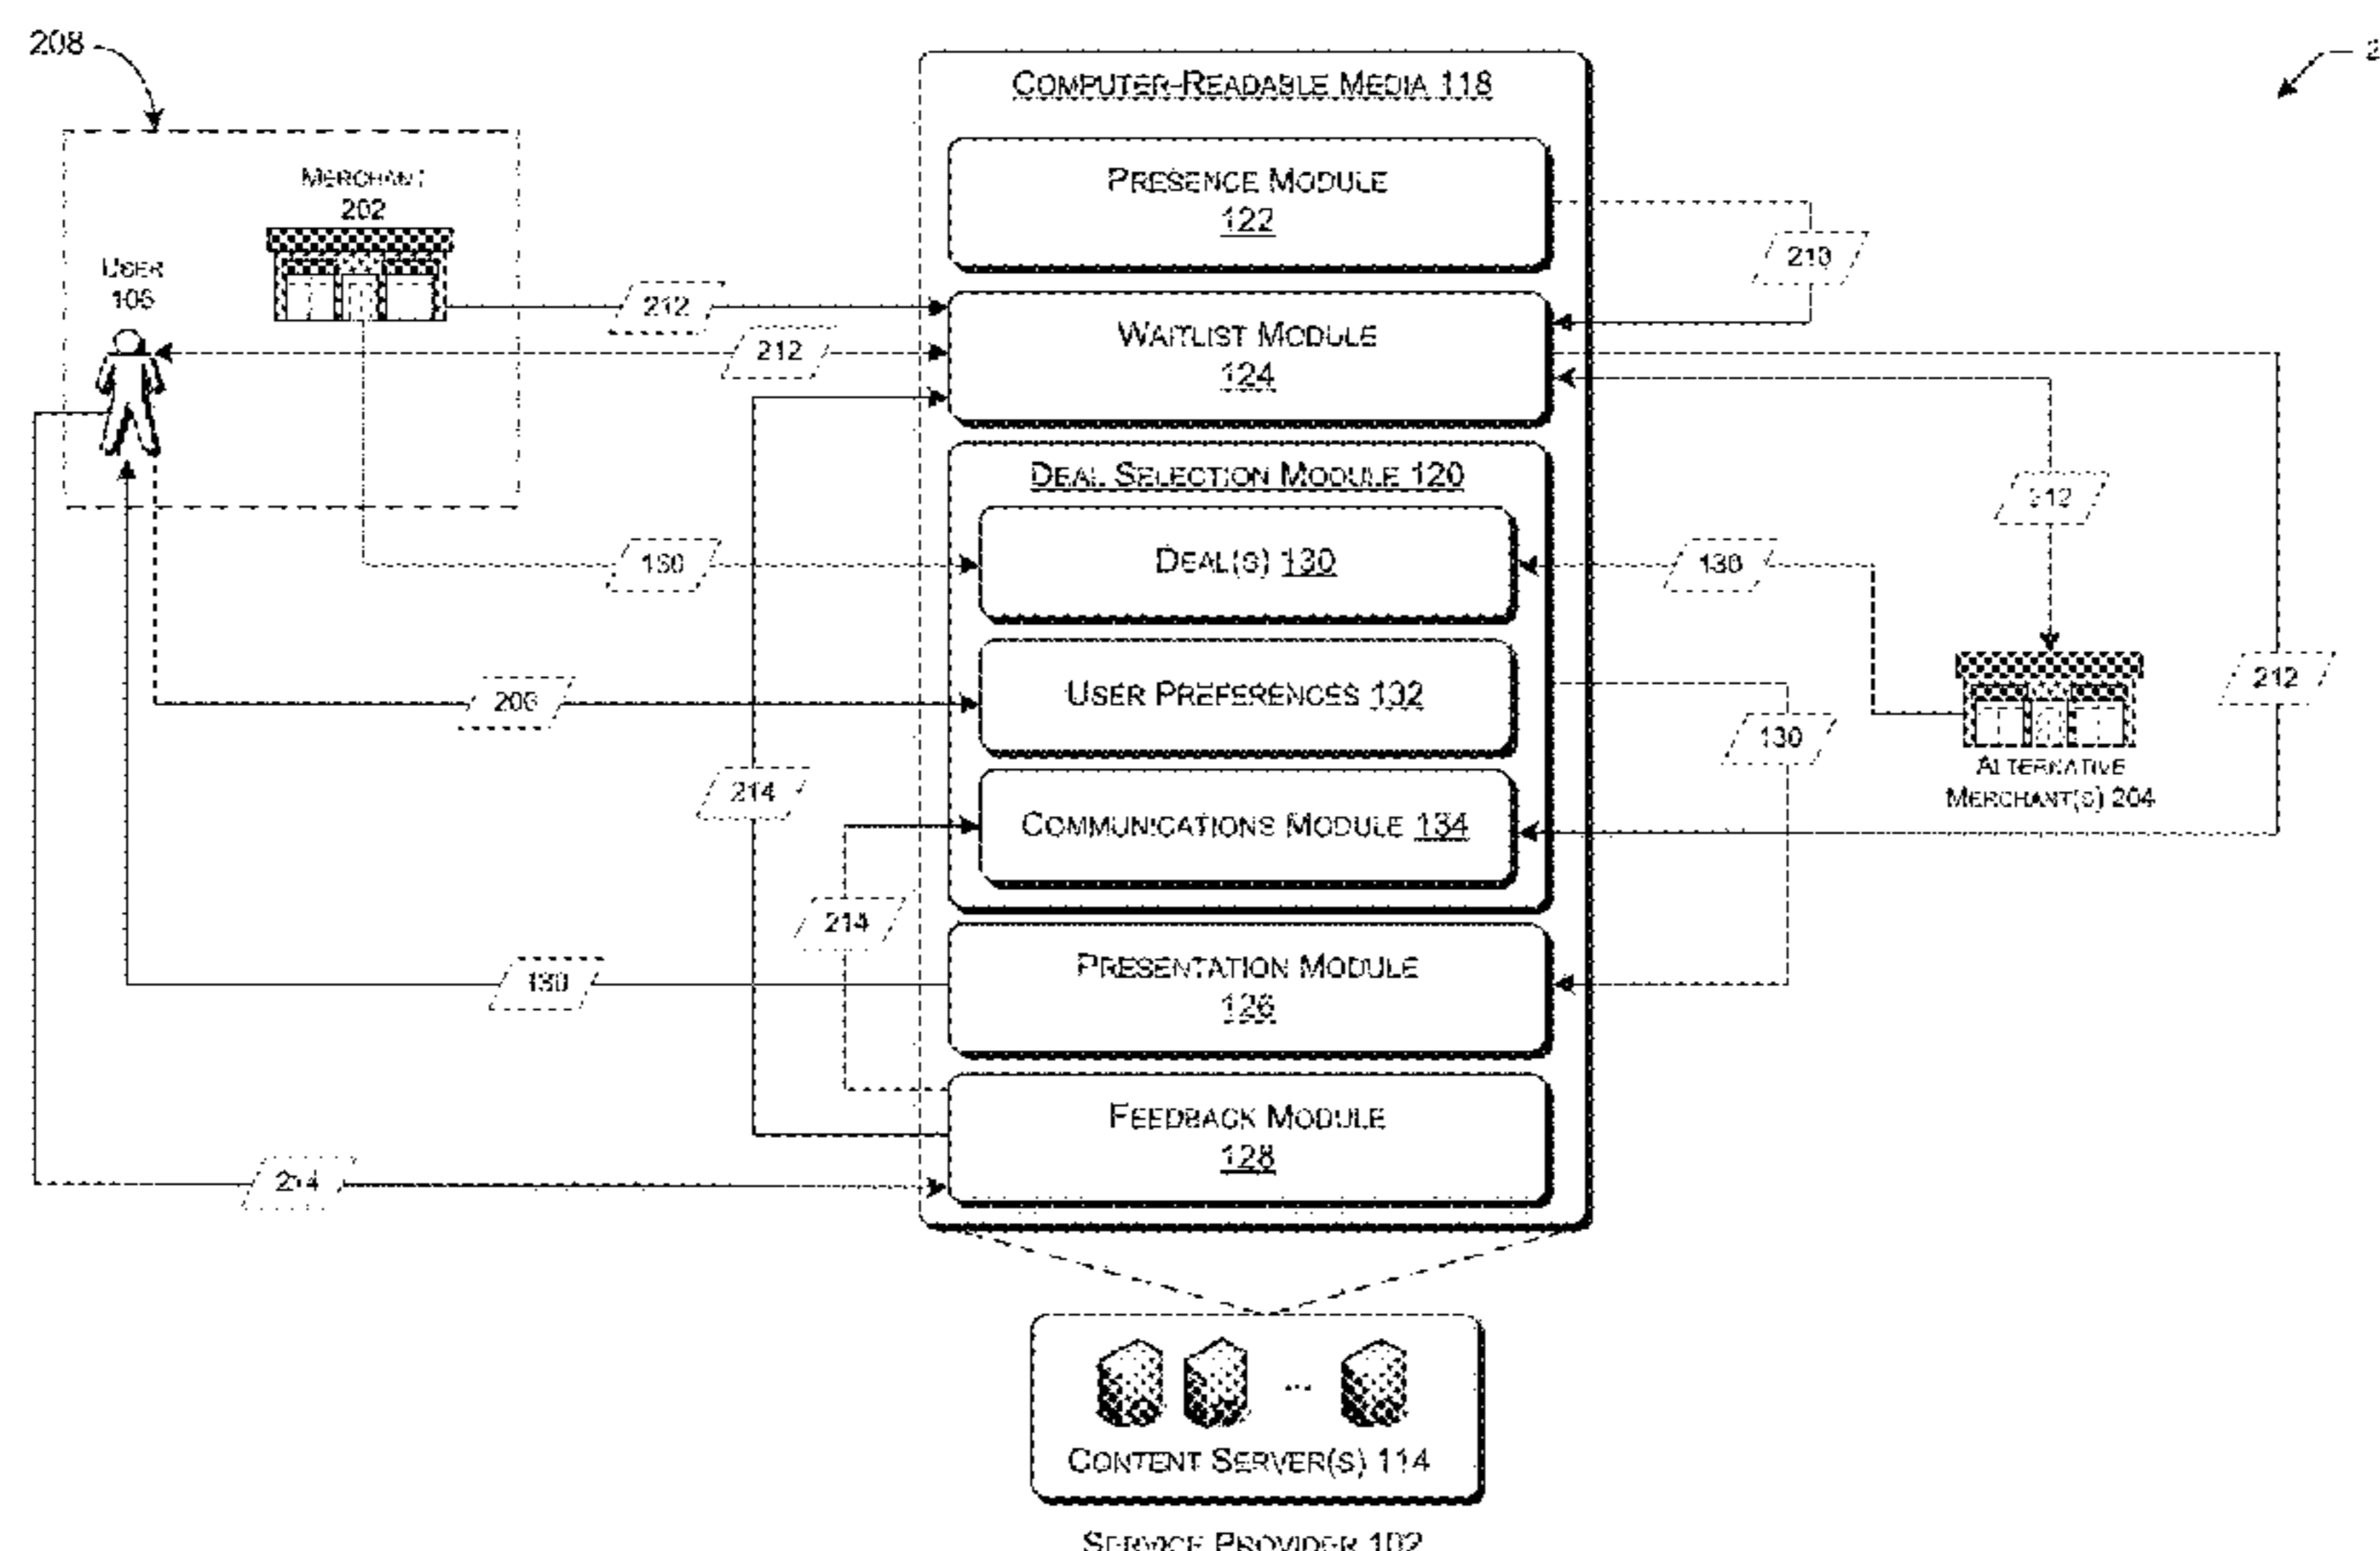 208
COMPUTER-READABLE MEDIA 118
MERCHANT
202
USER
PRESENCE MODULE
122
210
212
WAITLIST MODULE
124
212
212
DEAL SELECTION MODULE 120
DEAL(S) 130
130
130
USER PREFERENCES 132
206
212
130
ALTERNATIVE
MERCHANT(S) 204
COMMUNICATIONS MODULE 134
214
214
PRESENTATION MODULE
126
130
FEEDBACK MODULE
128
214
CONTENT SERVER(S) 114
SERVICE PROVIDER 102